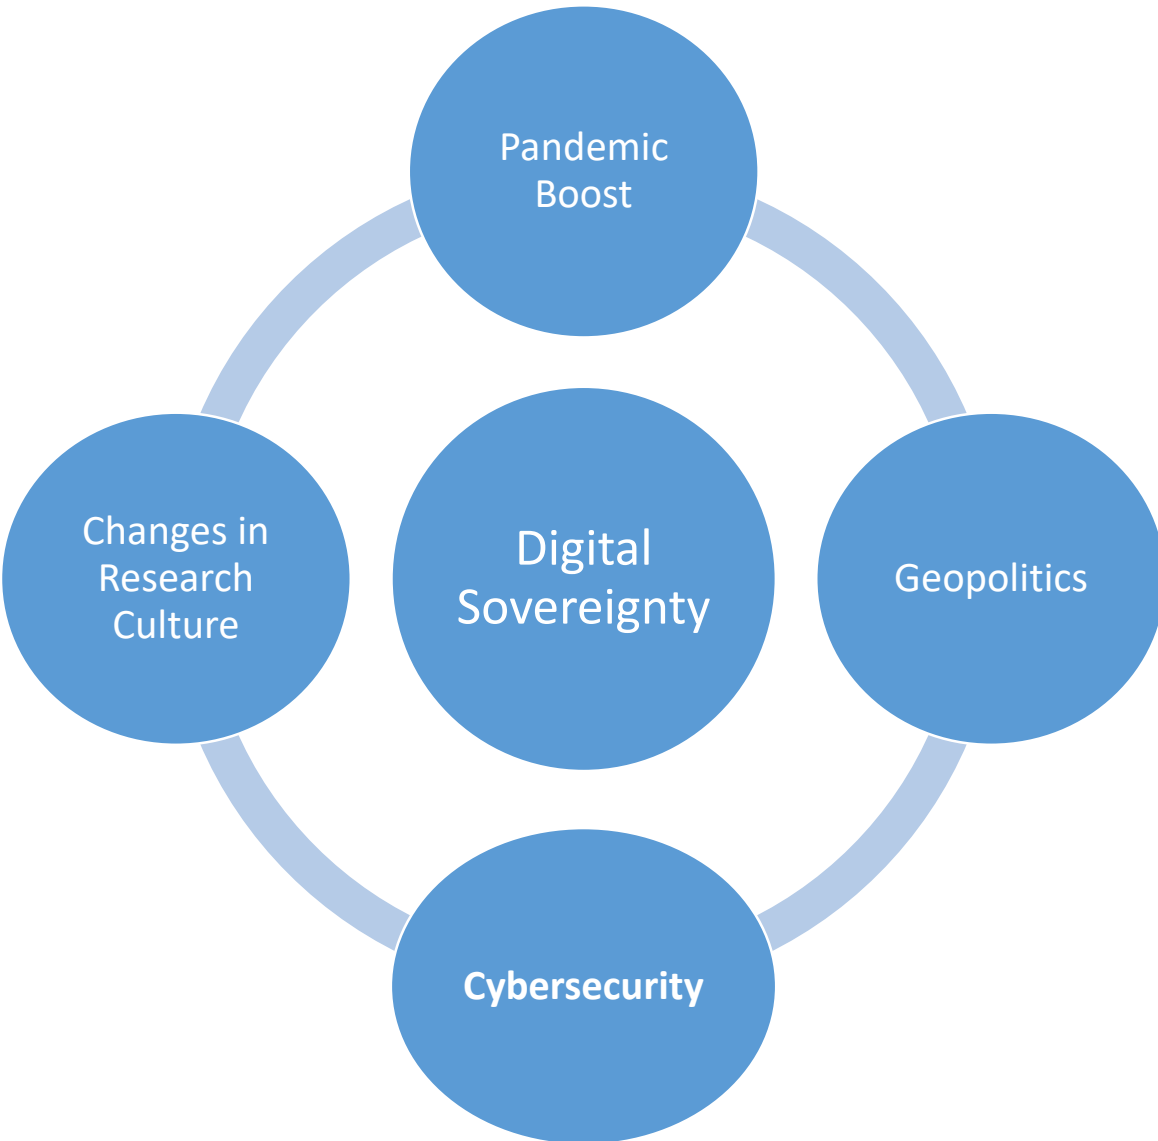 Pandemic
Boost
Changes in
Research
Culture
Digital
Sovereignty
Geopolitics
Cybersecurity